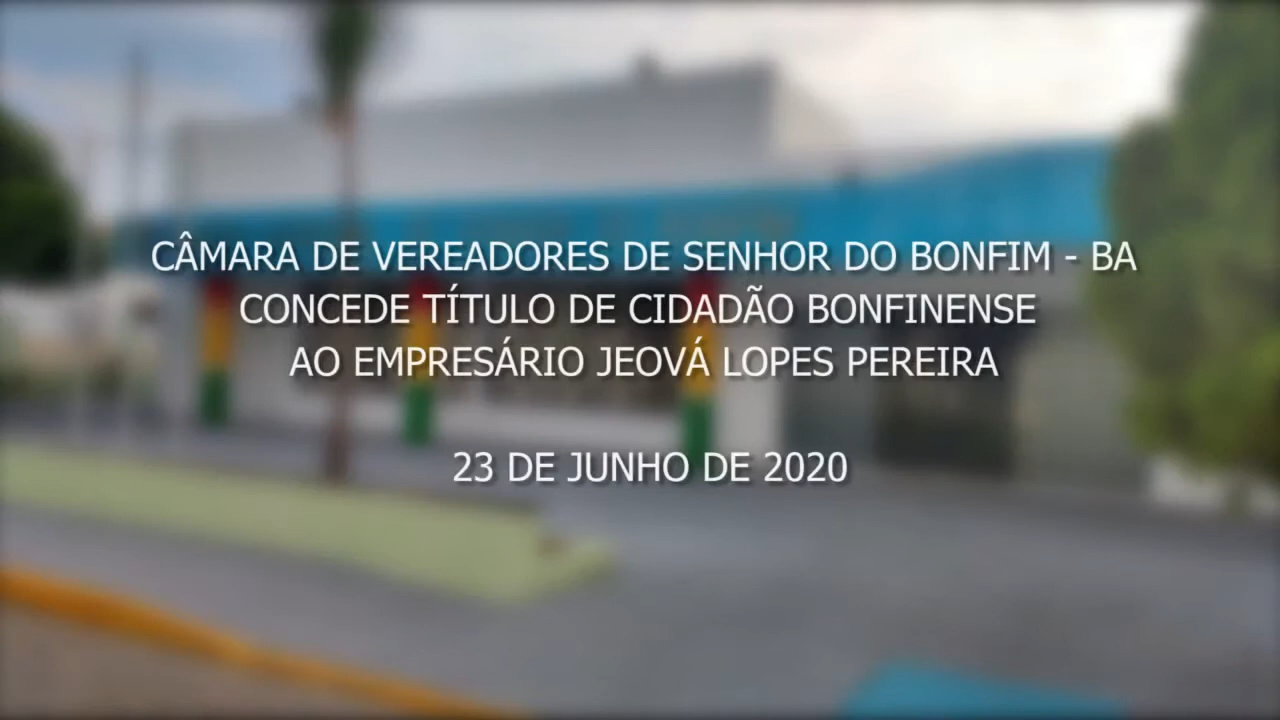 CÂMARA DE VEREADORES DE SENHOR DO BONFIM - BA
CONCEDE TÍTULO DE CIDADÃO BONFINENSE
AO EMPRESÁRIO JEOVÁ LOPES PEREIRA
23 DE JUNHO DE 2020